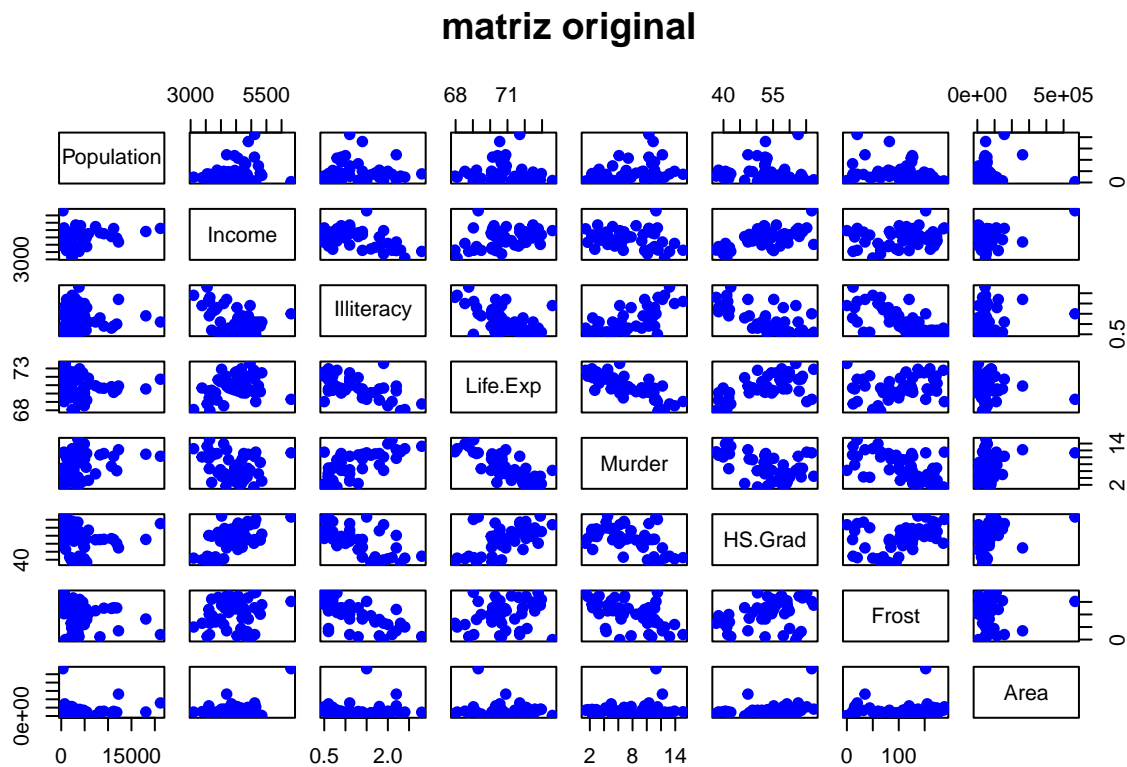 matriz original
3000 5500 68 71 40 55 0e+00 5e+05
Population 0
3000 Income
Illiteracy 0.5
68 73 Life.Exp
Murder 2 14
40 HS.Grad
Frost 0
0e+00 Area
0 15000 0.5 2.0 2 8 14 0 100